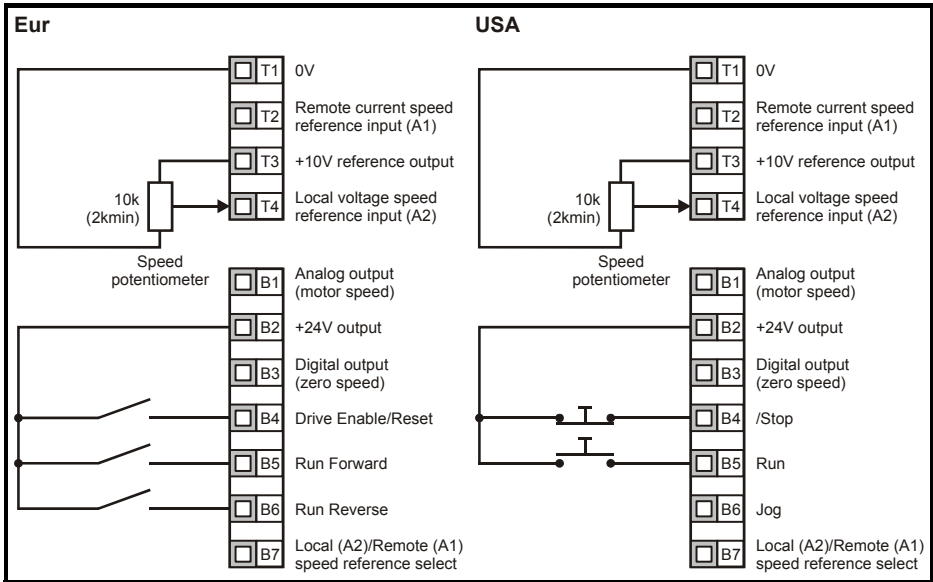 Eur
T1 0V
T2 Remote current speed
reference input (A1)
T3 +10V reference output
10k
(2kmin)
T4 Local voltage speed
reference input (A2)
Speed
potentiometer
B1 Analog output
(motor speed)
B2 +24V output
B3 Digital output
(zero speed)
B4 Drive Enable/Reset
B5 Run Forward
B6 Run Reverse
B7 Local (A2)/Remote (A1)
speed reference select
USA
T1 0V
T2 Remote current speed
reference input (A1)
T3 +10V reference output
10k
(2kmin)
T4 Local voltage speed
reference input (A2)
Speed
potentiometer
B1 Analog output
(motor speed)
B2 +24V output
B3 Digital output
(zero speed)
B4 /Stop
B5 Run
B6 Jog
B7 Local (A2)/Remote (A1)
speed reference select